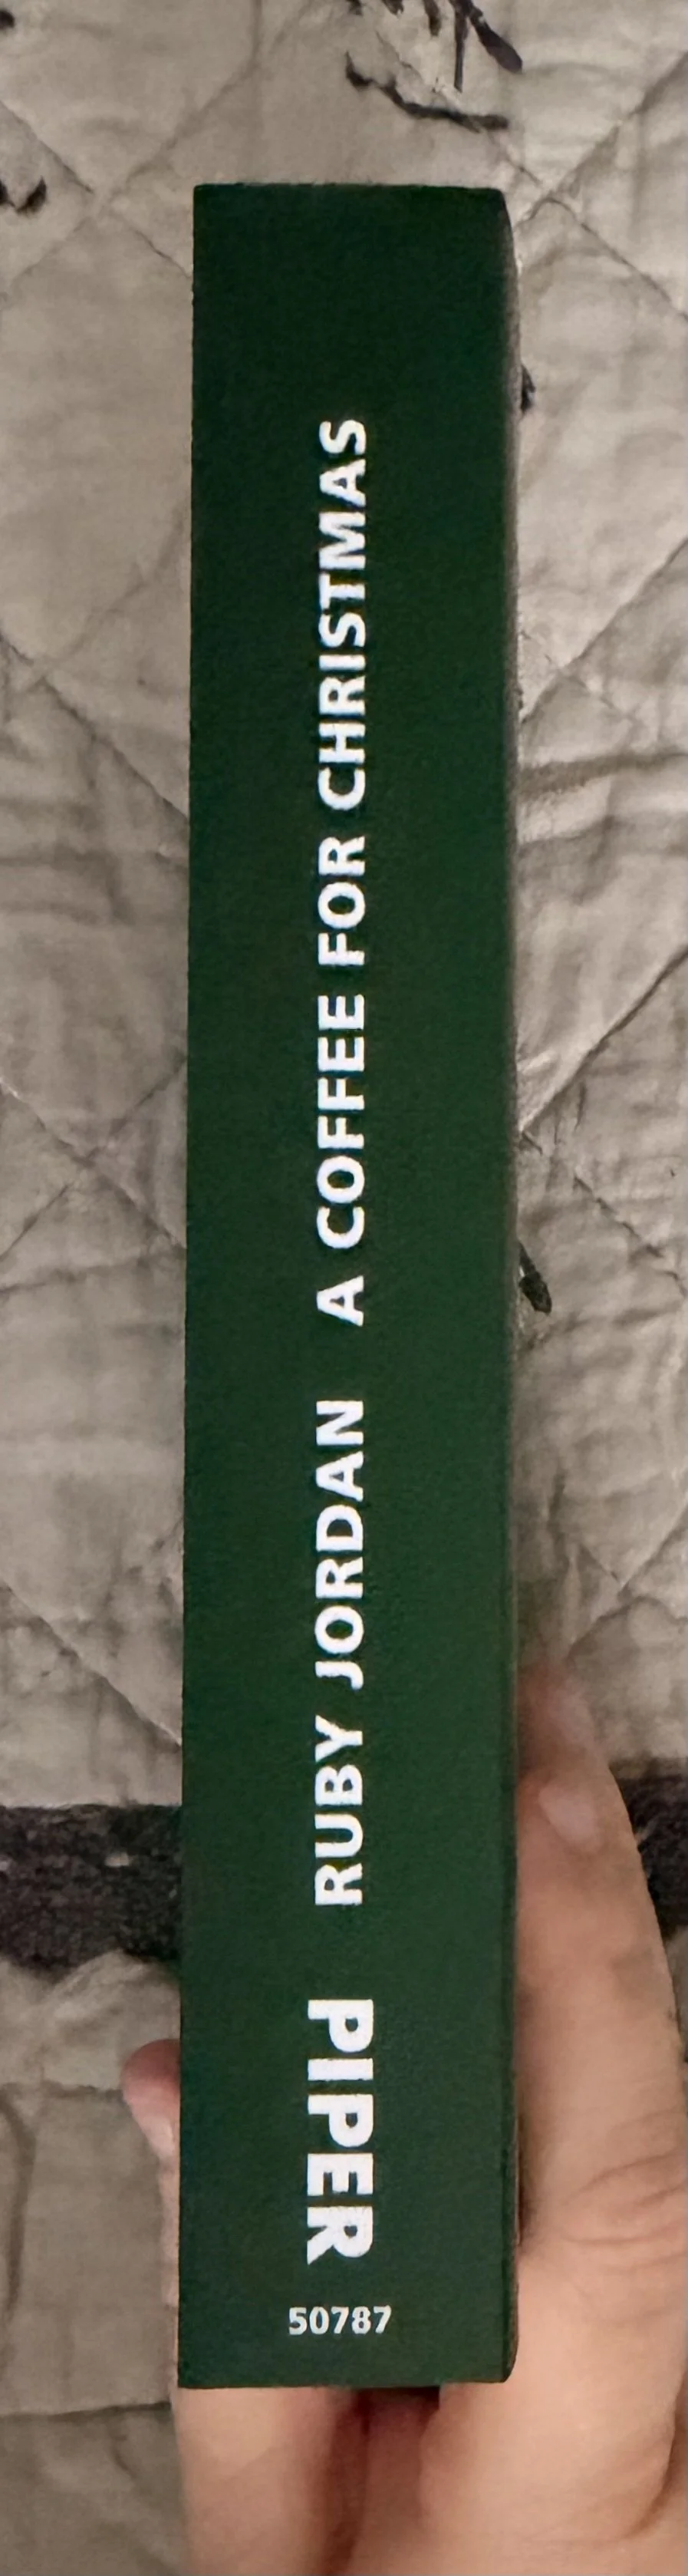 RUBY JORDAN A COFFEE FOR CHRISTMAS
PIPER
50787